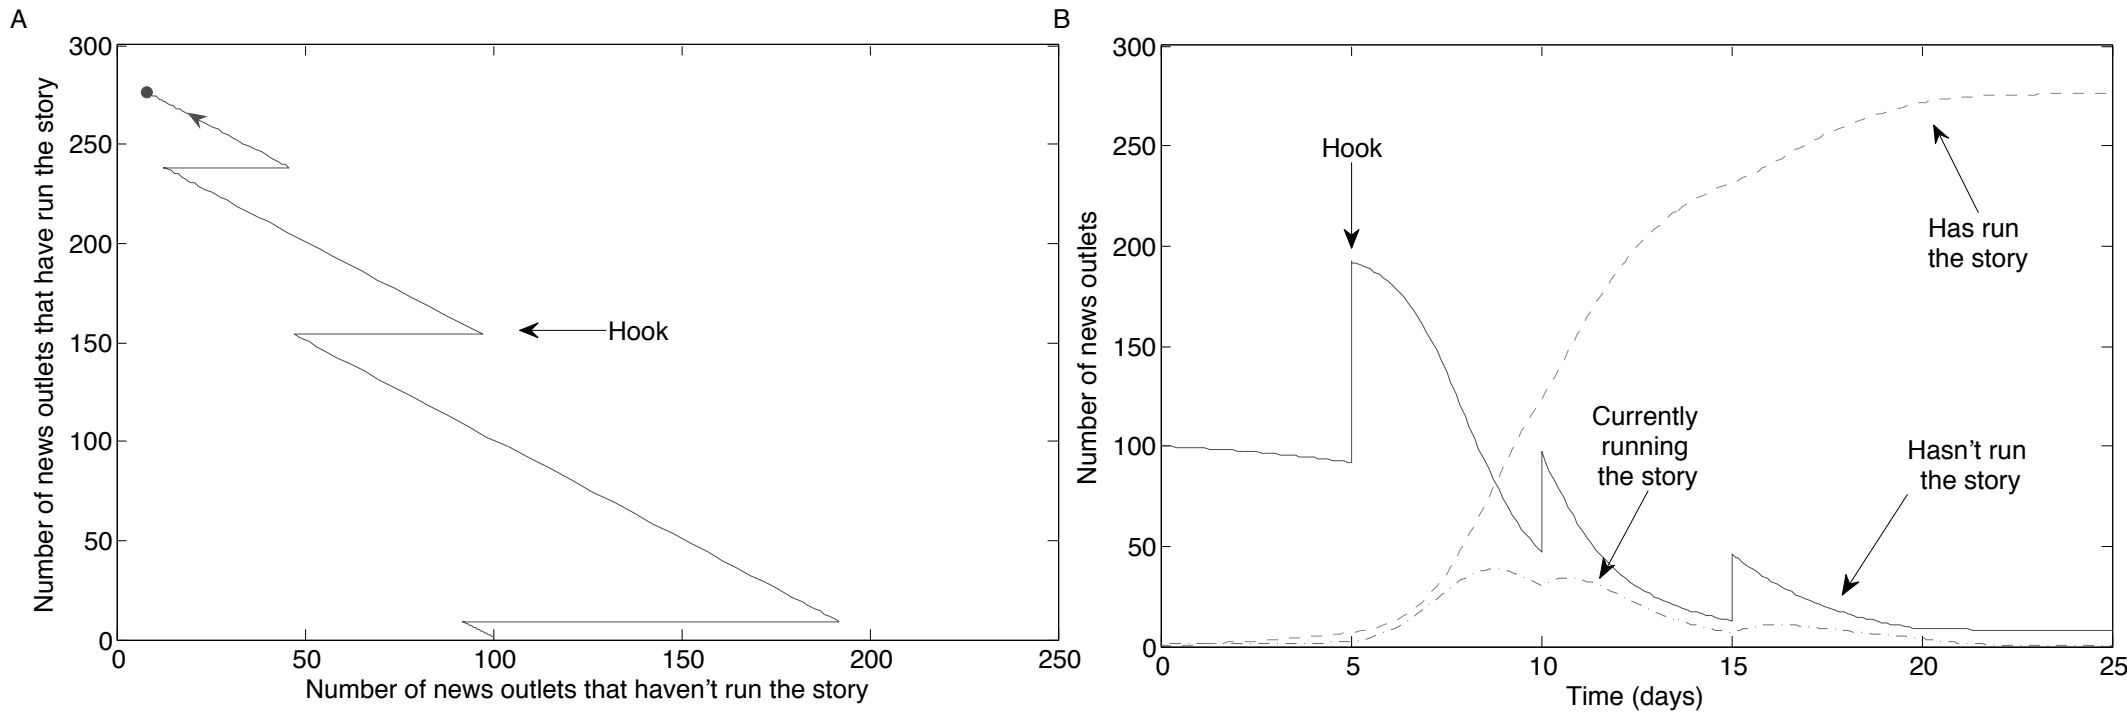 A
300
250
200
150
100
50
0
0
50
100
150
200
250
Number of news outlets that have run the story
Number of news outlets that haven't run the story
Hook
B
300
250
200
150
100
50
0
0
5
10
15
20
25
Number of news outlets
Time (days)
Hook
Has run
the story
Currently
running
the story
Hasn't run
the story